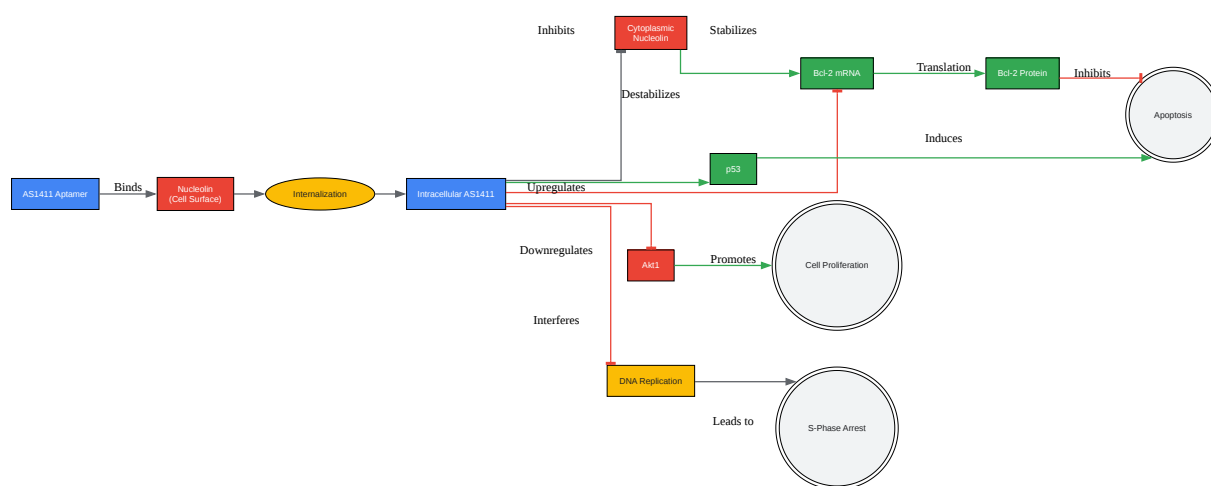 Inhibits
Cytoplasmic
Nucleolin
Stabilizes
Bcl-2 mRNA
Translation
Bcl-2 Protein
Inhibits
Destabilizes
Apoptosis
Induces
p53
AS1411 Aptamer
Binds
Nucleolin
(Cell Surface)
Internalization
Intracellular AS1411
Upregulates
Downregulates
Akt1
Promotes
Cell Proliferation
Interferes
DNA Replication
Leads to
S-Phase Arrest